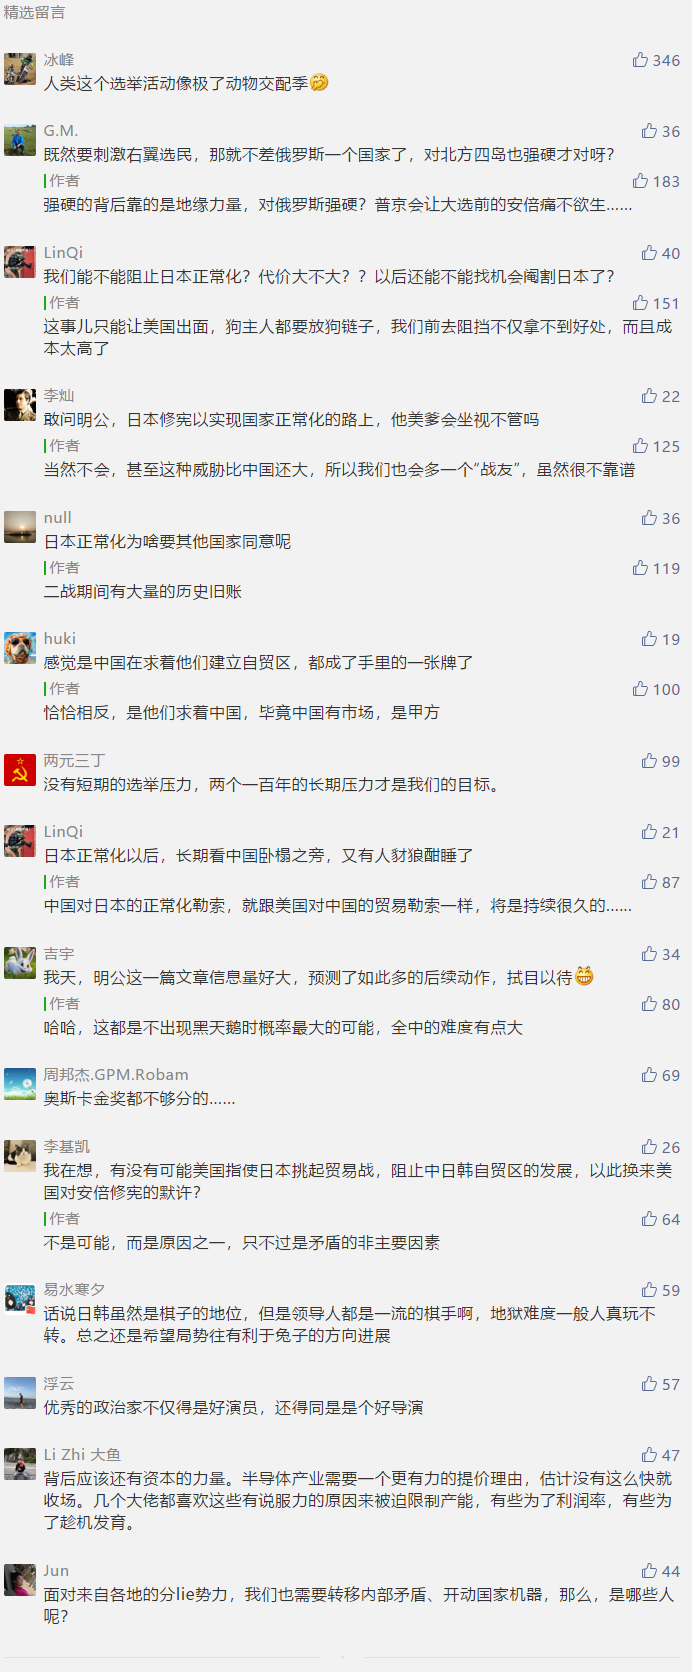 精选留言
冰峰
346
人类这个选举活动像极了动物交配季🤣
G.M.
36
既然要刺激右翼选民，那就不差俄罗斯一个国家了，对北方四岛也强硬才对呀？
作者
183
强硬的背后靠的是地缘力量，对俄罗斯强硬？普京会让大选前的安倍痛不欲生......
LinQi
40
我们能不能阻止日本正常化？代价大不大？？以后还能不能找机会阉割日本了？
作者
151
这事儿只能让美国出面，狗主人都要放狗链子，我们前去阻挡不仅拿不到好处，而且成
本太高了
李灿
22
敢问明公，日本修宪以实现国家正常化的路上，他美爹会坐视不管吗
作者
125
当然不会，甚至这种威胁比中国还大，所以我们也会多一个“战友”，虽然很不靠谱
null
36
日本正常化为啥要其他国家同意呢
作者
119
二战期间有大量的历史旧账
huki
19
感觉是中国在求着他们建立自贸区，都成了手里的一张牌了
作者
100
恰恰相反，是他们求着中国，毕竟中国有市场，是甲方
两元三丁
99
没有短期的选举压力，两个一百年的长期压力才是我们的目标。
LinQi
21
日本正常化以后，长期看中国卧榻之旁，又有人豺狼酣睡了
作者
87
中国对日本的正常化勒索，就跟美国对中国的贸易勒索一样，将是持续很久的......
吉宇
34
我天，明公这一篇文章信息量好大，预测了如此多的后续动作，拭目以待😁
作者
80
哈哈，这都是不出现黑天鹅时概率最大的可能，全中的难度有点大
周邦杰.GPM.Robam
69
奥斯卡金奖都不够分的......
李基凯
26
我在想，有没有可能美国指使日本挑起贸易战，阻止中日韩自贸区的发展，以此换来美
国对安倍修宪的默许？
作者
64
不是可能，而是原因之一，只不过是矛盾的非主要因素
易水寒夕
59
话说日韩虽然是棋子的地位，但是领导人都是一流的棋手啊，地狱难度一般人真玩不
转。总之还是希望局势往有利于兔子的方向进展
浮云
57
优秀的政治家不仅得是好演员，还得同是是个好导演
Li Zhi 大鱼
47
背后应该还有资本的力量。半导体产业需要一个更有力的提价理由，估计没有这么快就
收场。几个大佬都喜欢这些有说服力的原因来被迫限制产能，有些为了利润率，有些为
了趁机发育。
Jun
44
面对来自各地的分lie势力，我们也需要转移内部矛盾、开动国家机器，那么，是哪些人
呢？